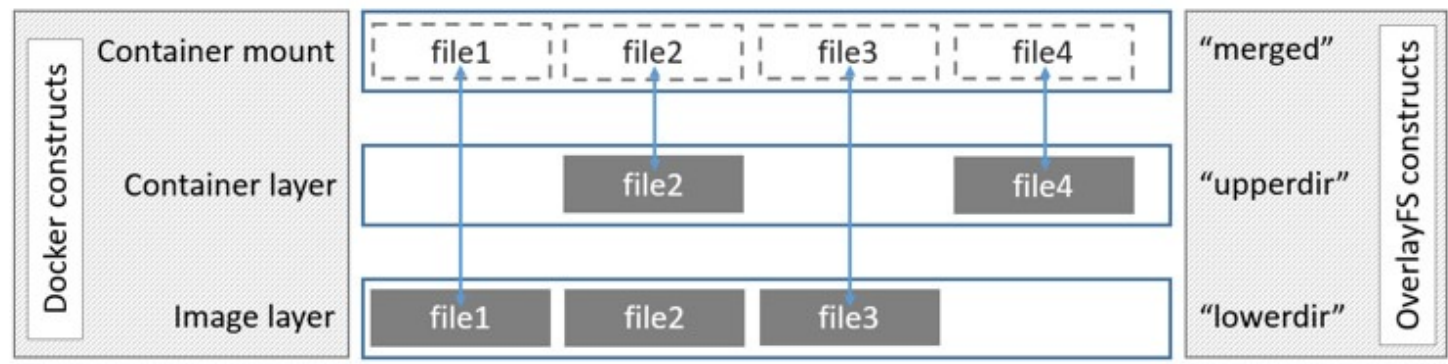 Docker constructs
Container mount
file1 file2 file3 file4
“merged”
Container layer
file2 file4
“upperdir”
Image layer
file1 file2 file3
“lowerdir”
OverlayFS constructs